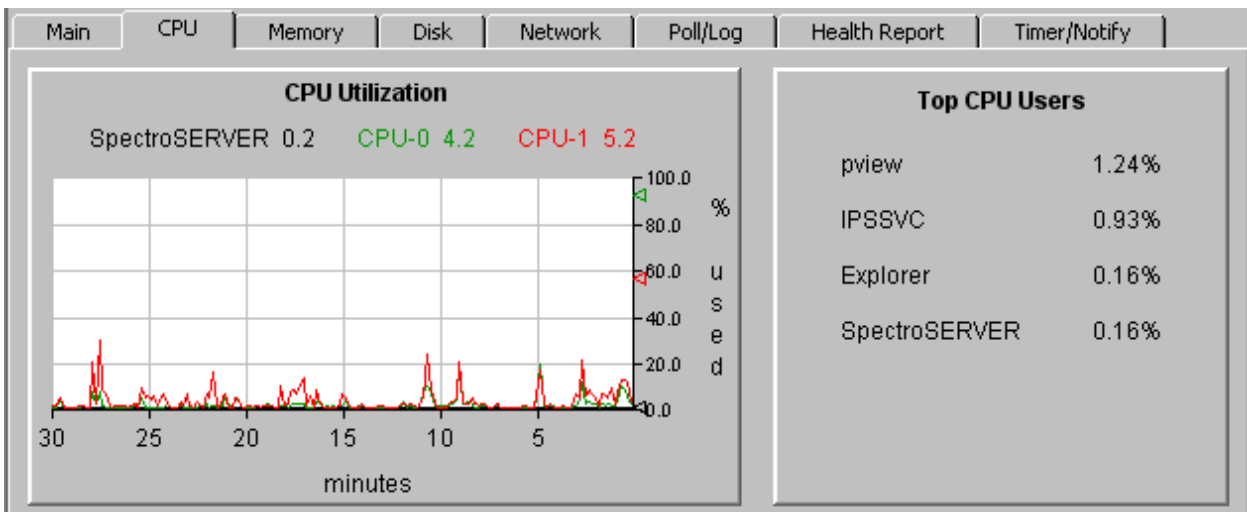 Main CPU Memory Disk Network Poll/Log Health Report Timer/Notify
CPU Utilization
SpectroSERVER 0.2 CPU-0 4.2 CPU-1 5.2
100.0
80.0
60.0
40.0
20.0
0.0
% used
30 25 20 15 10 5
minutes
Top CPU Users
pview 1.24%
IPSSVC 0.93%
Explorer 0.16%
SpectroSERVER 0.16%